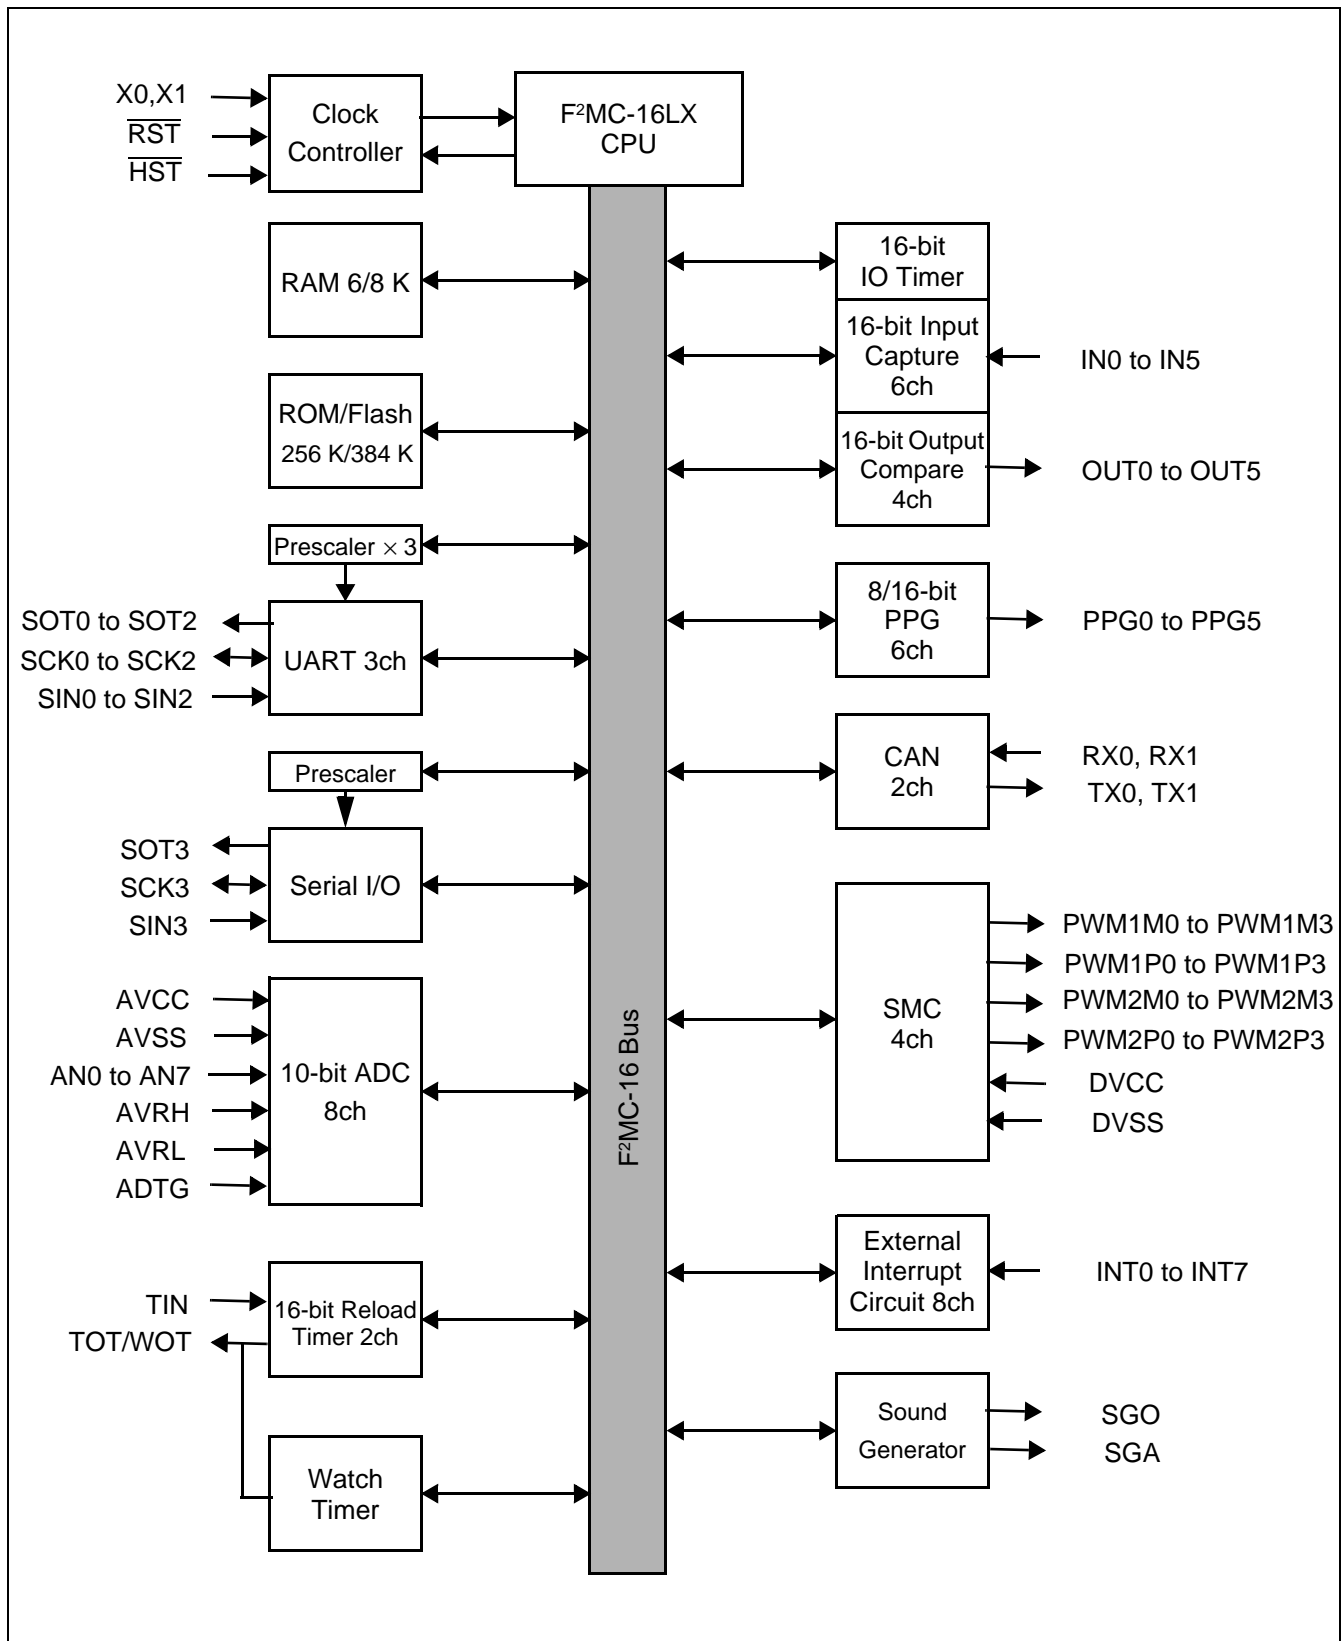 X0,X1
RST
HST
Clock
Controller
F²MC-16LX
CPU
RAM 6/8 K
ROM/Flash
256 K/384 K
Prescaler × 3
SOT0 to SOT2
SCK0 to SCK2
SIN0 to SIN2
UART 3ch
Prescaler
SOT3
SCK3
SIN3
Serial I/O
AVCC
AVSS
AN0 to AN7
AVRH
AVRL
ADTG
10-bit ADC
8ch
TIN
TOT/WOT
16-bit Reload
Timer 2ch
Watch
Timer
F²MC-16 Bus
16-bit
IO Timer
16-bit Input
Capture
6ch
IN0 to IN5
16-bit Output
Compare
4ch
OUT0 to OUT5
8/16-bit
PPG
6ch
PPG0 to PPG5
CAN
2ch
RX0, RX1
TX0, TX1
SMC
4ch
PWM1M0 to PWM1M3
PWM1P0 to PWM1P3
PWM2M0 to PWM2M3
PWM2P0 to PWM2P3
DVCC
DVSS
External
Interrupt
Circuit 8ch
INT0 to INT7
Sound
Generator
SGO
SGA